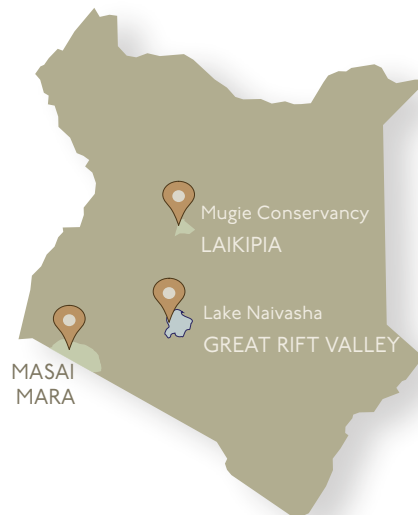 Mugie Conservancy
LAIKIPIA
Lake Naivasha
GREAT RIFT VALLEY
MASAI
MARA